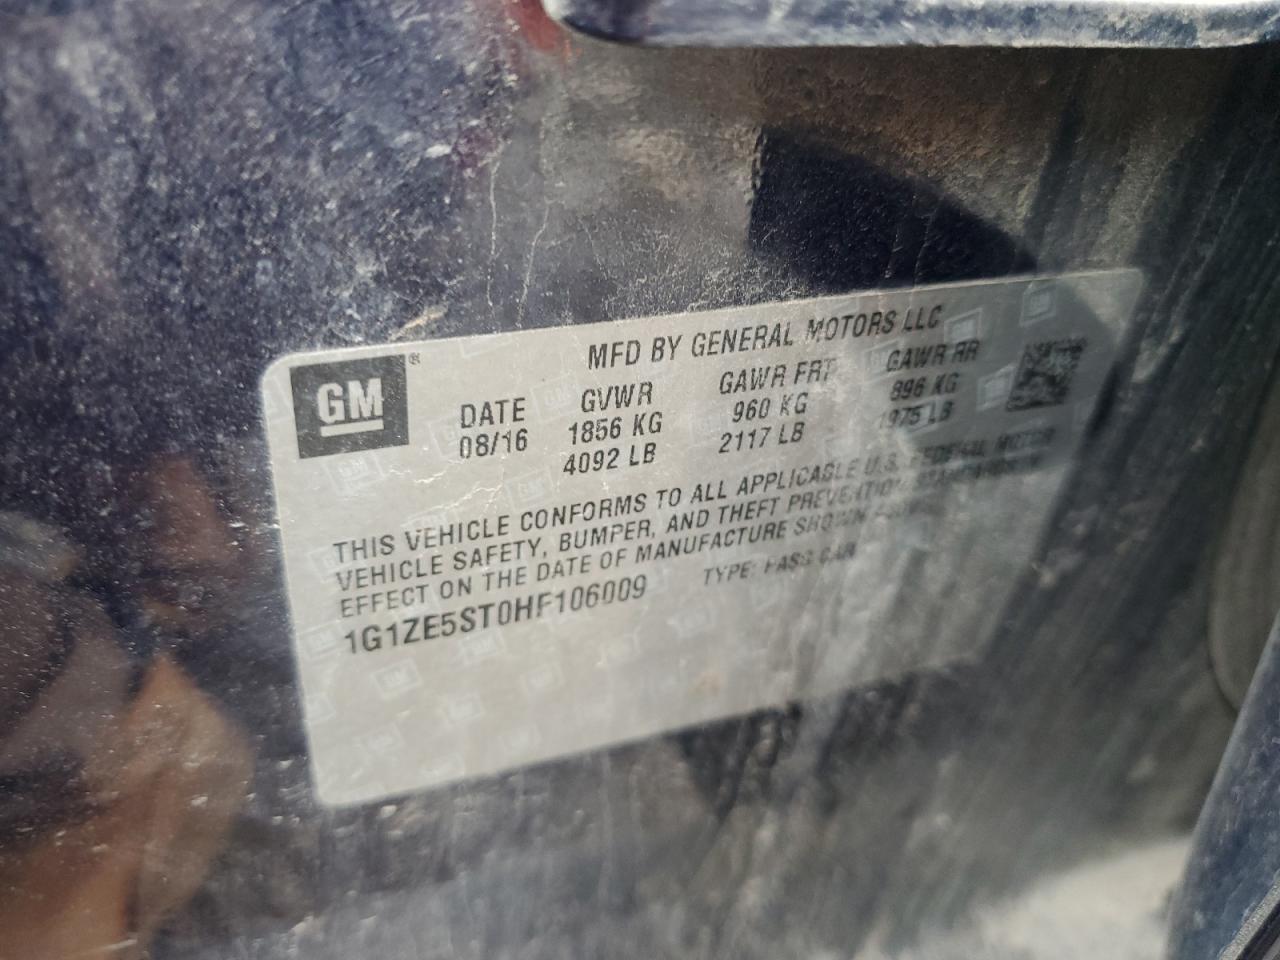 GM®
MFD BY GENERAL MOTORS LLC
DATE GVWR GAWR FRT GAWR RR
08/16 1856 KG 960 KG 896 KG
4092 LB 2117 LB 1975 LB
THIS VEHICLE CONFORMS TO ALL APPLICABLE U.S. FEDERAL MOTOR
VEHICLE SAFETY, BUMPER, AND THEFT PREVENTION STANDARDS IN
EFFECT ON THE DATE OF MANUFACTURE SHOWN ABOVE.
1G1ZE5ST0HF106009 TYPE: PASS CAR